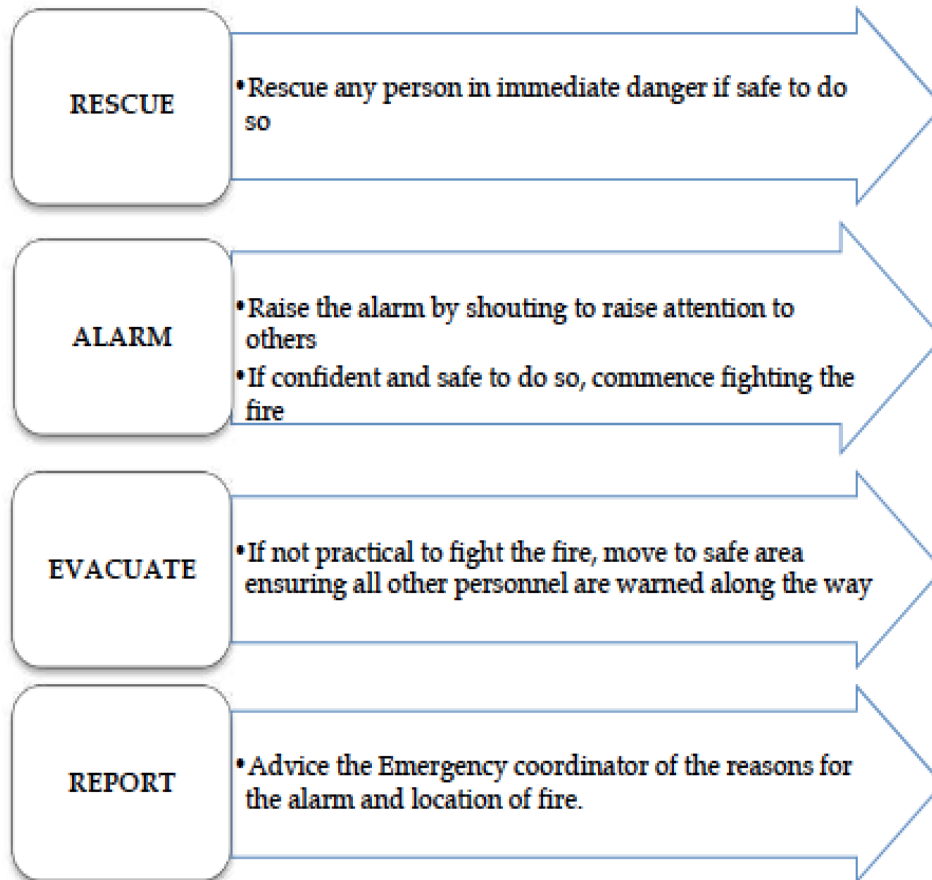 RESCUE
•Rescue any person in immediate danger if safe to do
so
ALARM
•Raise the alarm by shouting to raise attention to
others
•If confident and safe to do so, commence fighting the
fire
EVACUATE
•If not practical to fight the fire, move to safe area
ensuring all other personnel are warned along the way
REPORT
•Advice the Emergency coordinator of the reasons for
the alarm and location of fire.